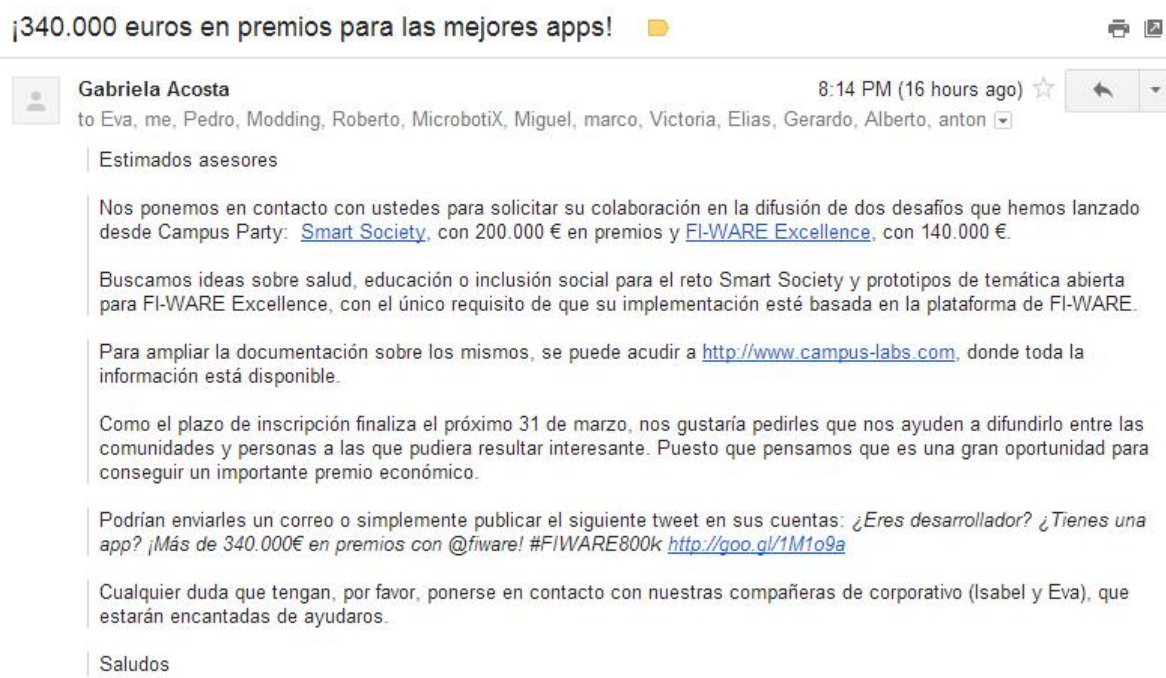 ¡340.000 euros en premios para las mejores apps!
Gabriela Acosta
8:14 PM (16 hours ago)
to Eva, me, Pedro, Modding, Roberto, MicrobotiX, Miguel, marco, Victoria, Elias, Gerardo, Alberto, anton
Estimados asesores
Nos ponemos en contacto con ustedes para solicitar su colaboración en la difusión de dos desafíos que hemos lanzado
desde Campus Party: Smart Society, con 200.000 € en premios y FI-WARE Excellence, con 140.000 €.
Buscamos ideas sobre salud, educación o inclusión social para el reto Smart Society y prototipos de temática abierta
para FI-WARE Excellence, con el único requisito de que su implementación esté basada en la plataforma de FI-WARE.
Para ampliar la documentación sobre los mismos, se puede acudir a http://www.campus-labs.com, donde toda la
información está disponible.
Como el plazo de inscripción finaliza el próximo 31 de marzo, nos gustaría pedirles que nos ayuden a difundirlo entre las
comunidades y personas a las que pudiera resultar interesante. Puesto que pensamos que es una gran oportunidad para
conseguir un importante premio económico.
Podrían enviarles un correo o simplemente publicar el siguiente tweet en sus cuentas: ¿Eres desarrollador? ¿Tienes una
app? ¡Más de 340.000€ en premios con @fiware! #FIWARE800k http://goo.gl/1M1o9a
Cualquier duda que tengan, por favor, ponerse en contacto con nuestras compañeras de corporativo (Isabel y Eva), que
estarán encantadas de ayudaros.
Saludos